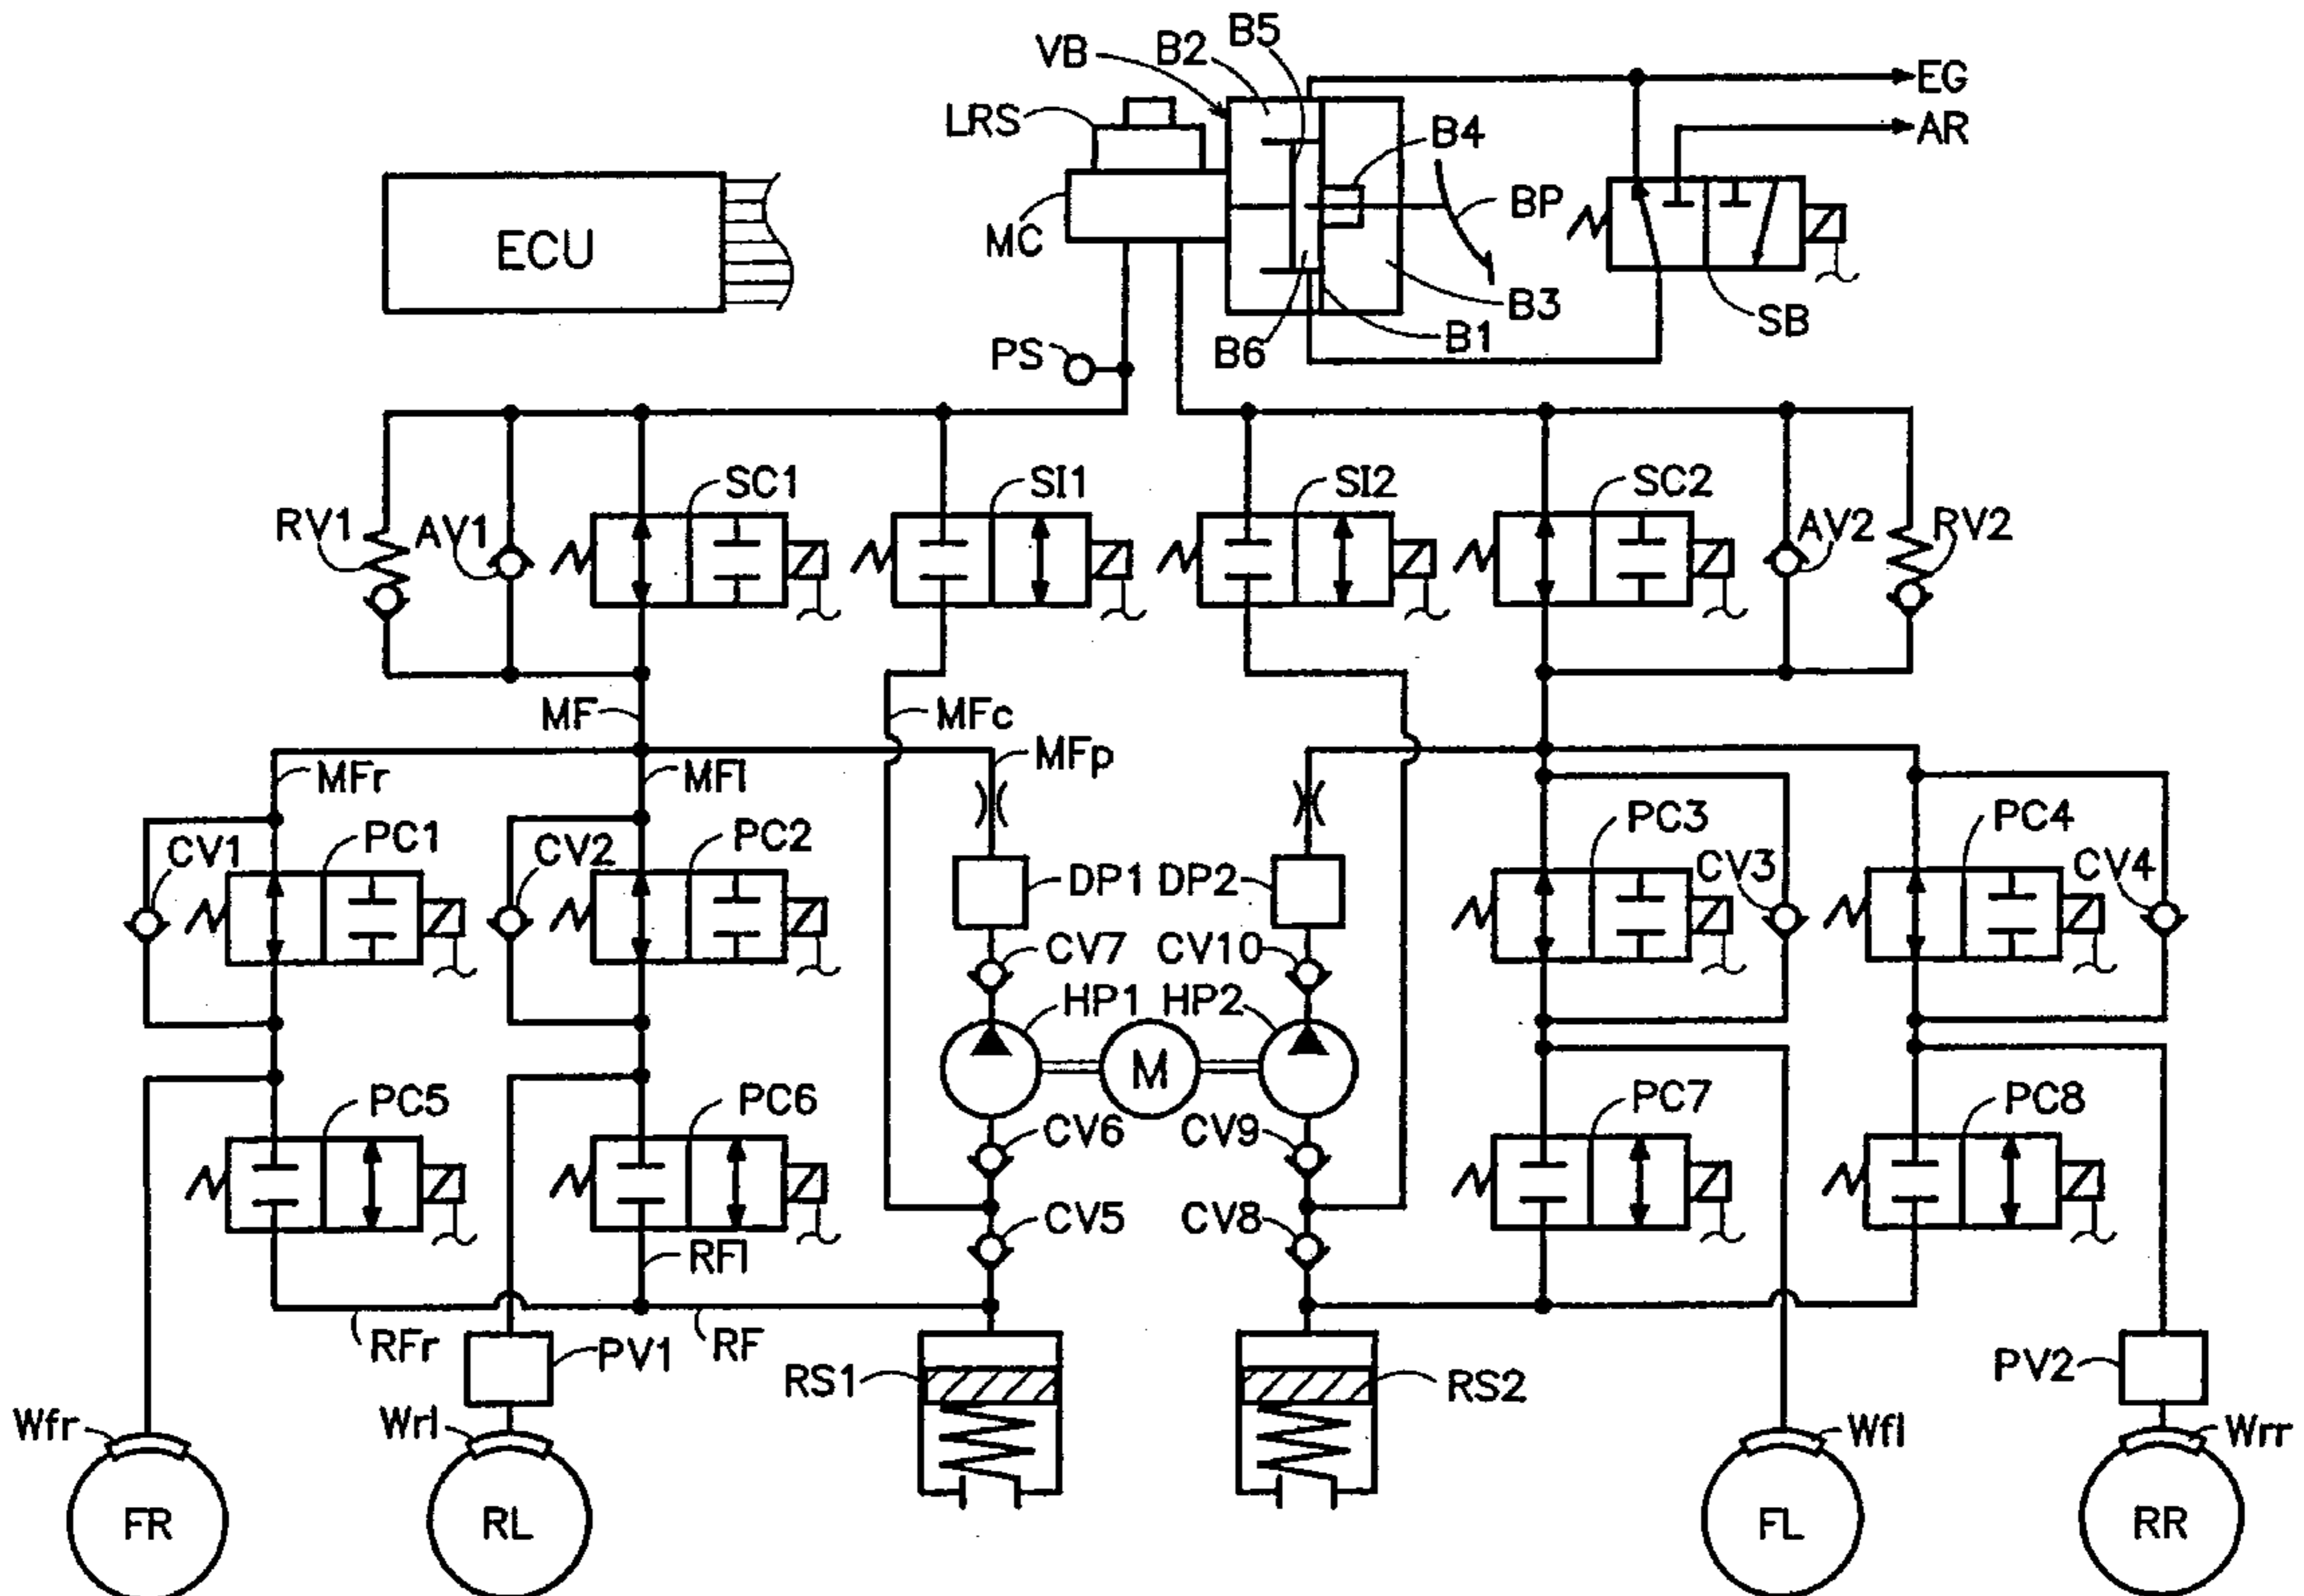 B5
VB B2
EG
LRS
AR
B4
ECU
MC
BP
B3
SB
PS
B6 B1
SC1 SI1 SI2 SC2
RV1 AV1 AV2 RV2
MF MFc
MFr MFl MFp
CV1 PC1 CV2 PC2 PC3 PC4
DP1 DP2 CV3 CV4
CV7 CV10
HP1 HP2
M
PC5 PC6 PC7 PC8
CV6 CV9
CV5 CV8
RFl
RFr PV1 RF
RS1 RS2 PV2
Wfr Wrl Wfl Wrr
FR RL FL RR